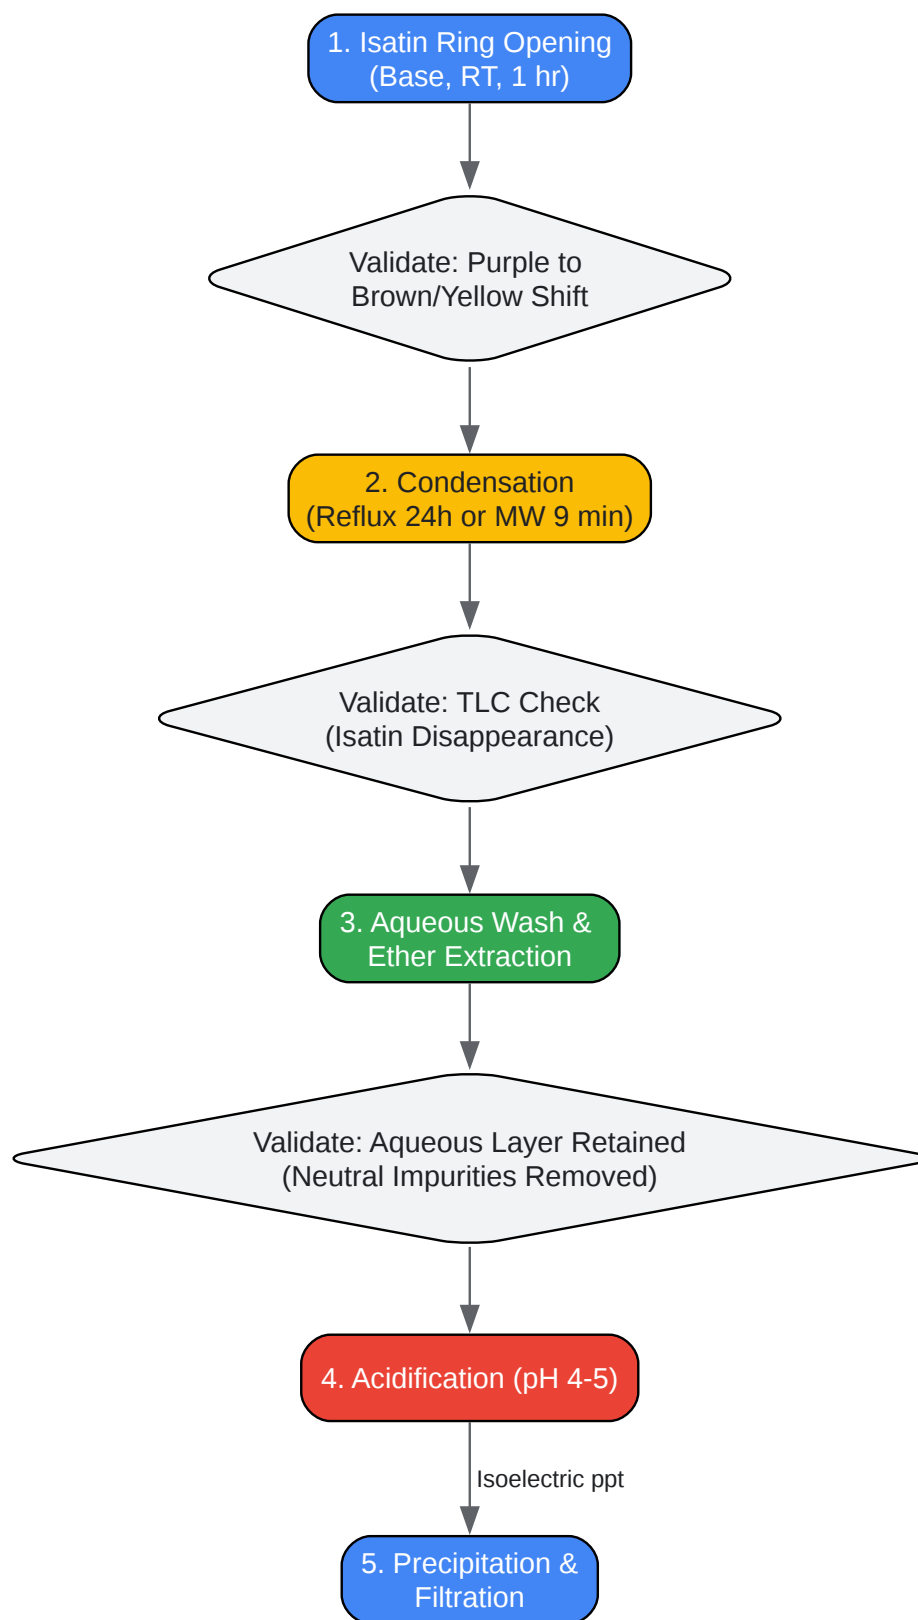 1. Isatin Ring Opening
(Base, RT, 1 hr)
Validate: Purple to
Brown/Yellow Shift
2. Condensation
(Reflux 24h or MW 9 min)
Validate: TLC Check
(Isatin Disappearance)
3. Aqueous Wash &
Ether Extraction
Validate: Aqueous Layer Retained
(Neutral Impurities Removed)
4. Acidification (pH 4-5)
Isoelectric ppt
5. Precipitation &
Filtration